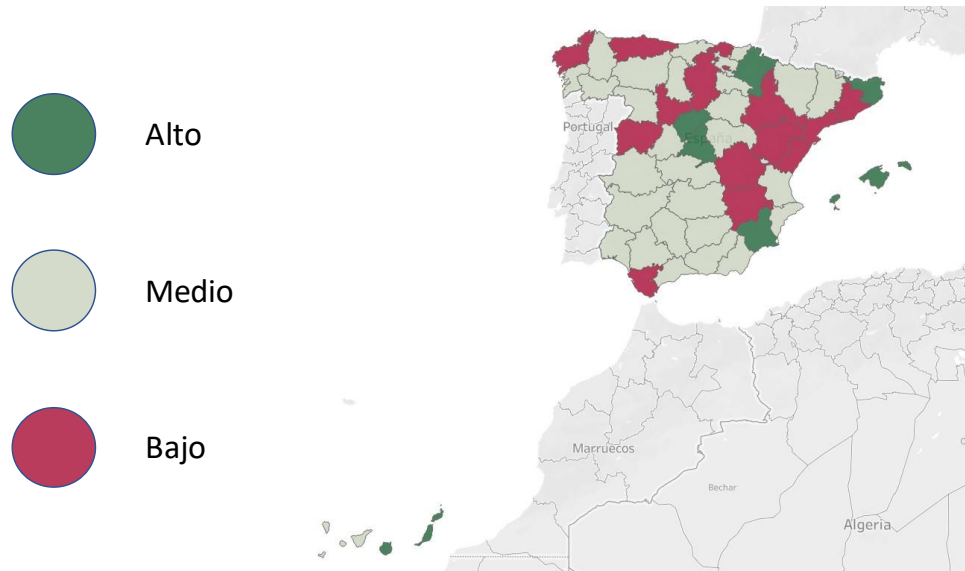 Alto
Medio
Bajo
Portugal
España
Marruecos
Bechar
Algeria